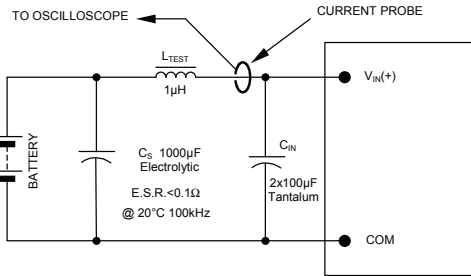 TO OSCILLOSCOPE
CURRENT PROBE
LTEST
1µH
VIN(+)
BATTERY
CS 1000µF
Electrolytic
E.S.R.<0.1Ω
@ 20°C 100kHz
CIN
2x100µF
Tantalum
COM